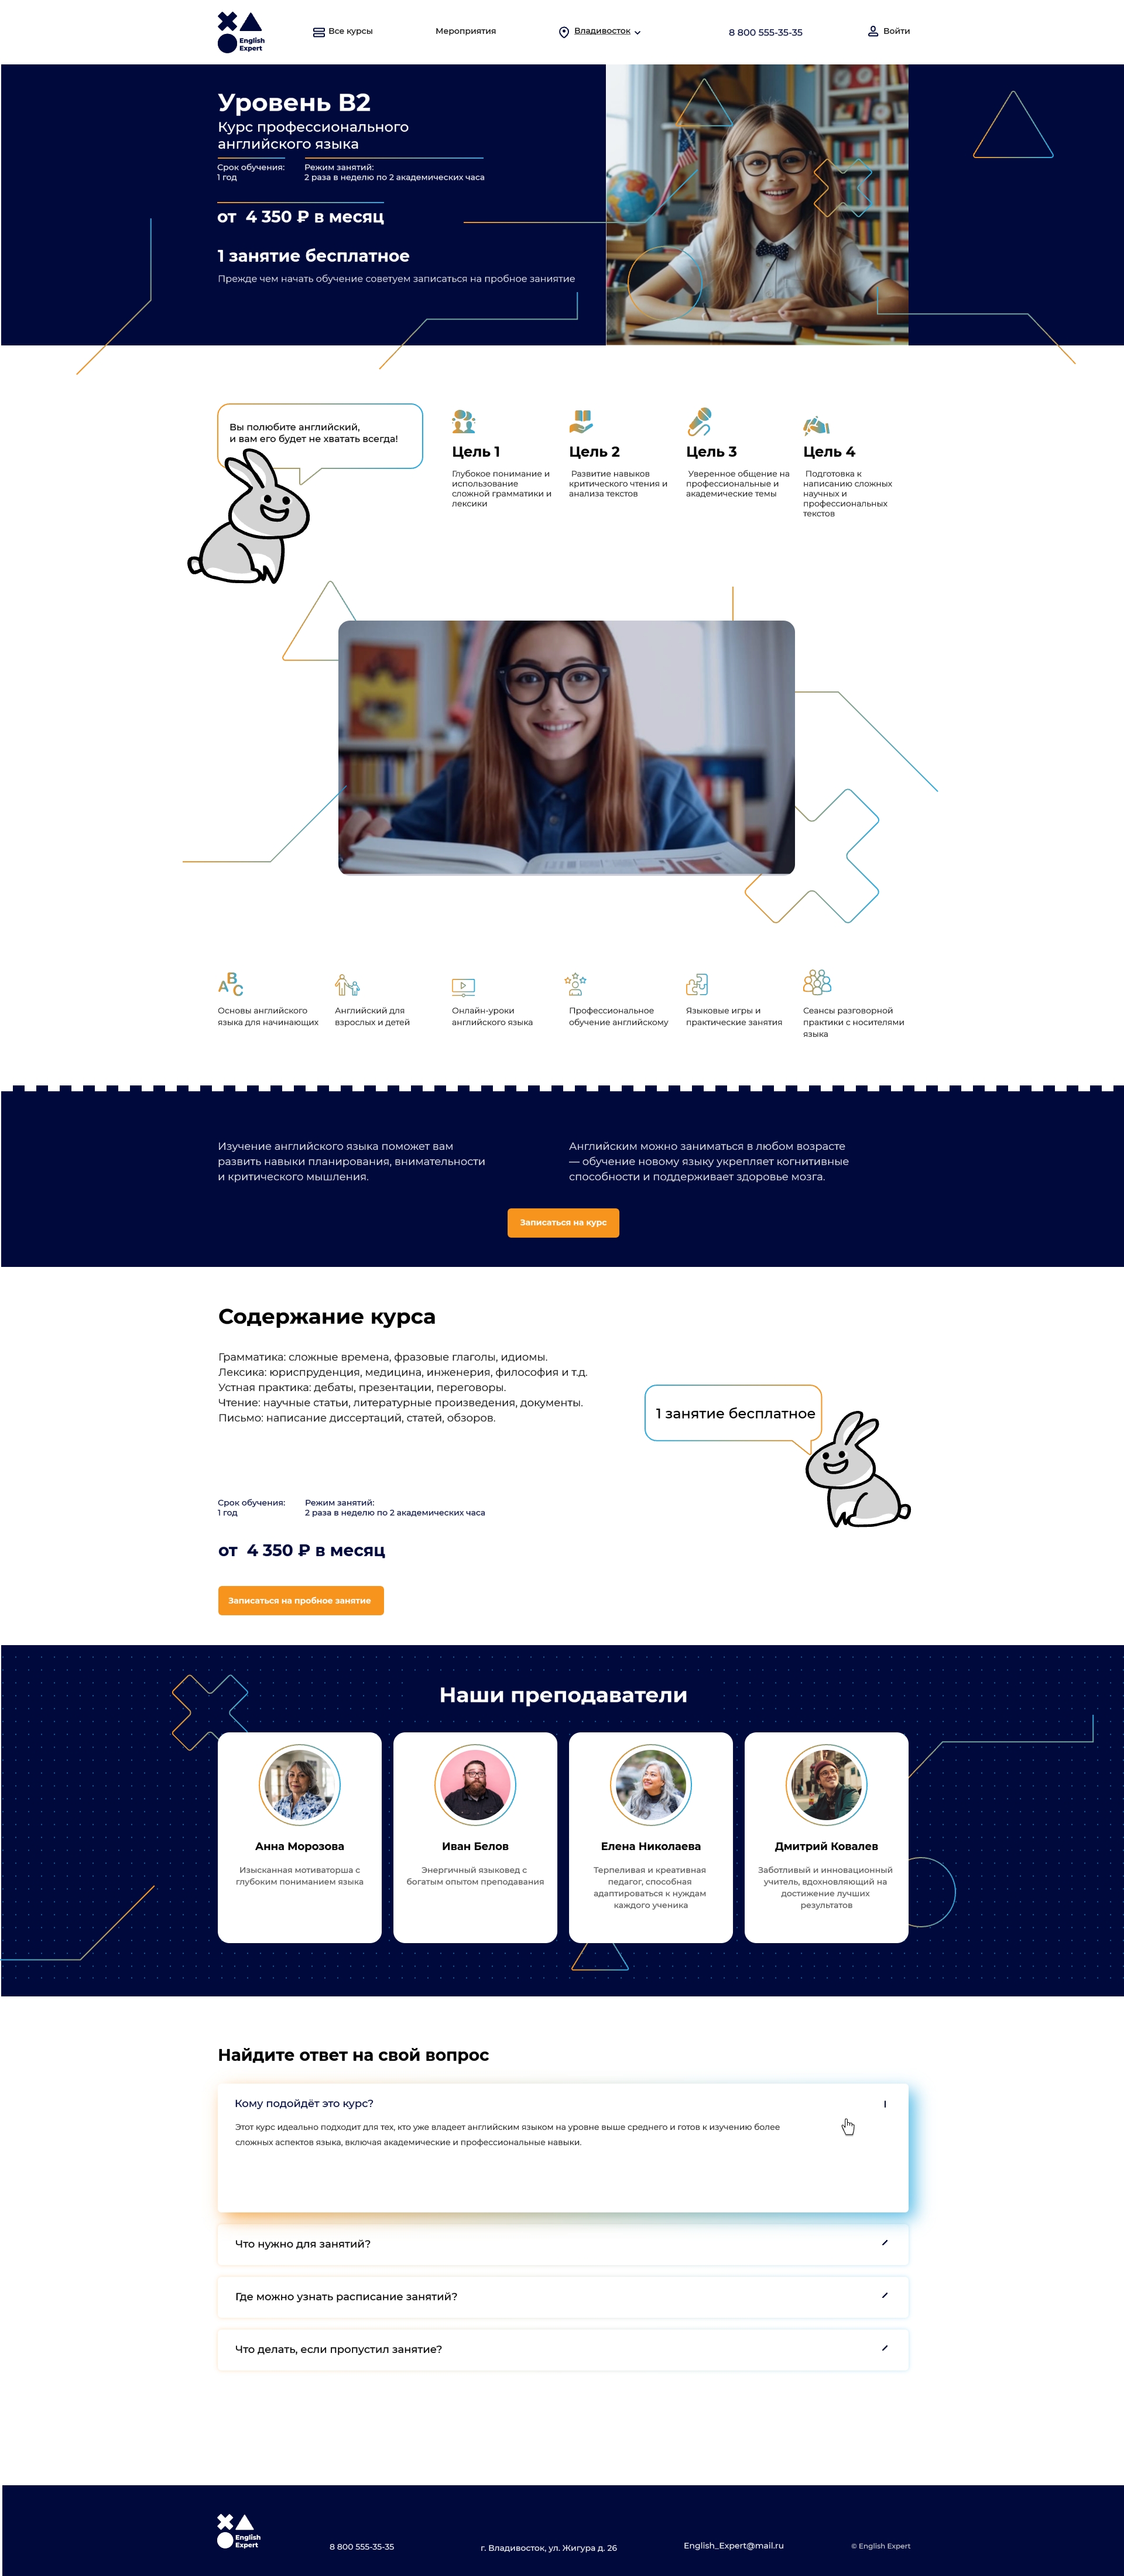 English
Expert
Все курсы
Мероприятия
Владивосток
8 800 555-35-35
Войти
Уровень B2
Курс профессионального
английского языка
Срок обучения:
1 год
Режим занятий:
2 раза в неделю по 2 академических часа
от 4 350 ₽ в месяц
1 занятие бесплатное
Прежде чем начать обучение советуем записаться на пробное заниятие
Вы полюбите английский,
и вам его будет не хватать всегда!
Цель 1
Глубокое понимание и
использование
сложной грамматики и
лексики
Цель 2
Развитие навыков
критического чтения и
анализа текстов
Цель 3
Уверенное общение на
профессиональные и
академические темы
Цель 4
Подготовка к
написанию сложных
научных и
профессиональных
текстов
A B C
Основы английского
языка для начинающих
Английский для
взрослых и детей
Онлайн-уроки
английского языка
Профессиональное
обучение английскому
Языковые игры и
практические занятия
Сеансы разговорной
практики с носителями
языка
Изучение английского языка поможет вам
развить навыки планирования, внимательности
и критического мышления.
Английским можно заниматься в любом возрасте
— обучение новому языку укрепляет когнитивные
способности и поддерживает здоровье мозга.
Записаться на курс
Содержание курса
Грамматика: сложные времена, фразовые глаголы, идиомы.
Лексика: юриспруденция, медицина, инженерия, философия и т.д.
Устная практика: дебаты, презентации, переговоры.
Чтение: научные статьи, литературные произведения, документы.
Письмо: написание диссертаций, статей, обзоров.
1 занятие бесплатное
Срок обучения:
1 год
Режим занятий:
2 раза в неделю по 2 академических часа
от 4 350 ₽ в месяц
Записаться на пробное занятие
Наши преподаватели
Анна Морозова
Изысканная мотиваторша с
глубоким пониманием языка
Иван Белов
Энергичный языковед с
богатым опытом преподавания
Елена Николаева
Терпеливая и креативная
педагог, способная
адаптироваться к нуждам
каждого ученика
Дмитрий Ковалев
Заботливый и инновационный
учитель, вдохновляющий на
достижение лучших
результатов
Найдите ответ на свой вопрос
Кому подойдёт это курс?
Этот курс идеально подходит для тех, кто уже владеет английским языком на уровне выше среднего и готов к изучению более
сложных аспектов языка, включая академические и профессиональные навыки.
Что нужно для занятий?
Где можно узнать расписание занятий?
Что делать, если пропустил занятие?
English
Expert
8 800 555-35-35
г. Владивосток, ул. Жигура д. 26
English_Expert@mail.ru
© English Expert